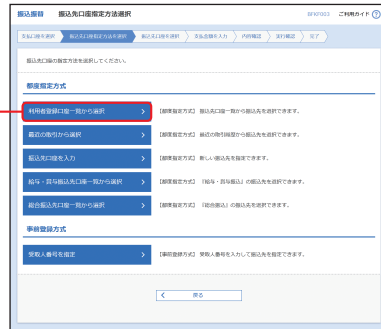 振込振替 振込先口座指定方法選択 BFKF003 ご利用ガイド ?
支払口座を選択 振込先口座指定方法を選択 振込先口座を選択 支払金額を入力 内容確認 実行確認 完了
振込先口座の指定方法を選択してください。
都度指定方式
利用者登録口座一覧から選択 > 【都度指定方式】 振込先口座一覧から振込先を選択できます。
最近の取引から選択 > 【都度指定方式】 最近の取引履歴から振込先を選択できます。
振込先口座を入力 > 【都度指定方式】 新しい振込先を指定できます。
給与・賞与振込先口座一覧から選択 > 【都度指定方式】 『給与・賞与振込』の振込先を選択できます。
総合振込先口座一覧から選択 > 【都度指定方式】 『総合振込』の振込先を選択できます。
事前登録方式
受取人番号を指定 > 【事前登録方式】 受取人番号を入力して振込先を指定できます。
< 戻る